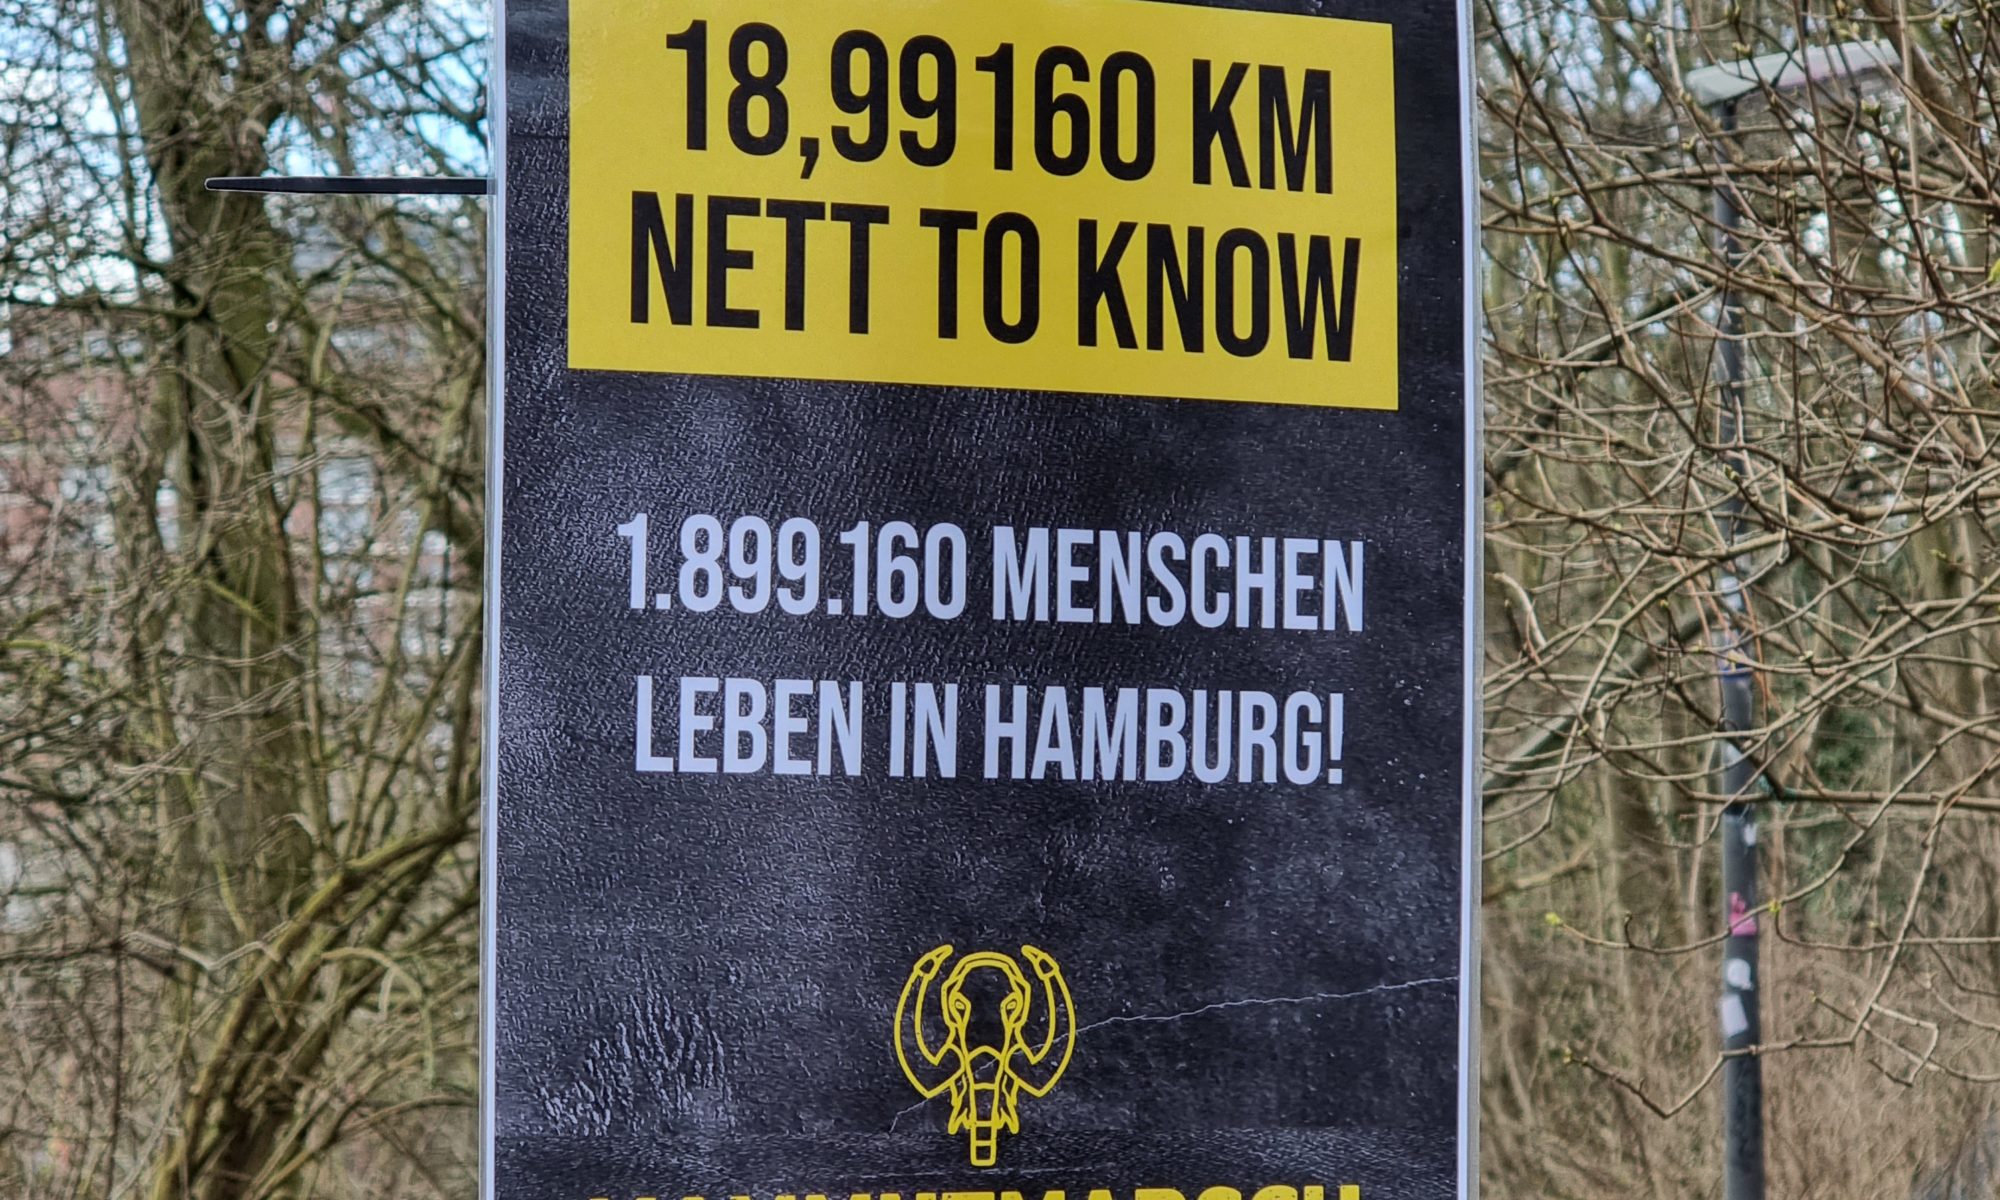 18,99160 KM
NETT TO KNOW
1.899.160 MENSCHEN
LEBEN IN HAMBURG!